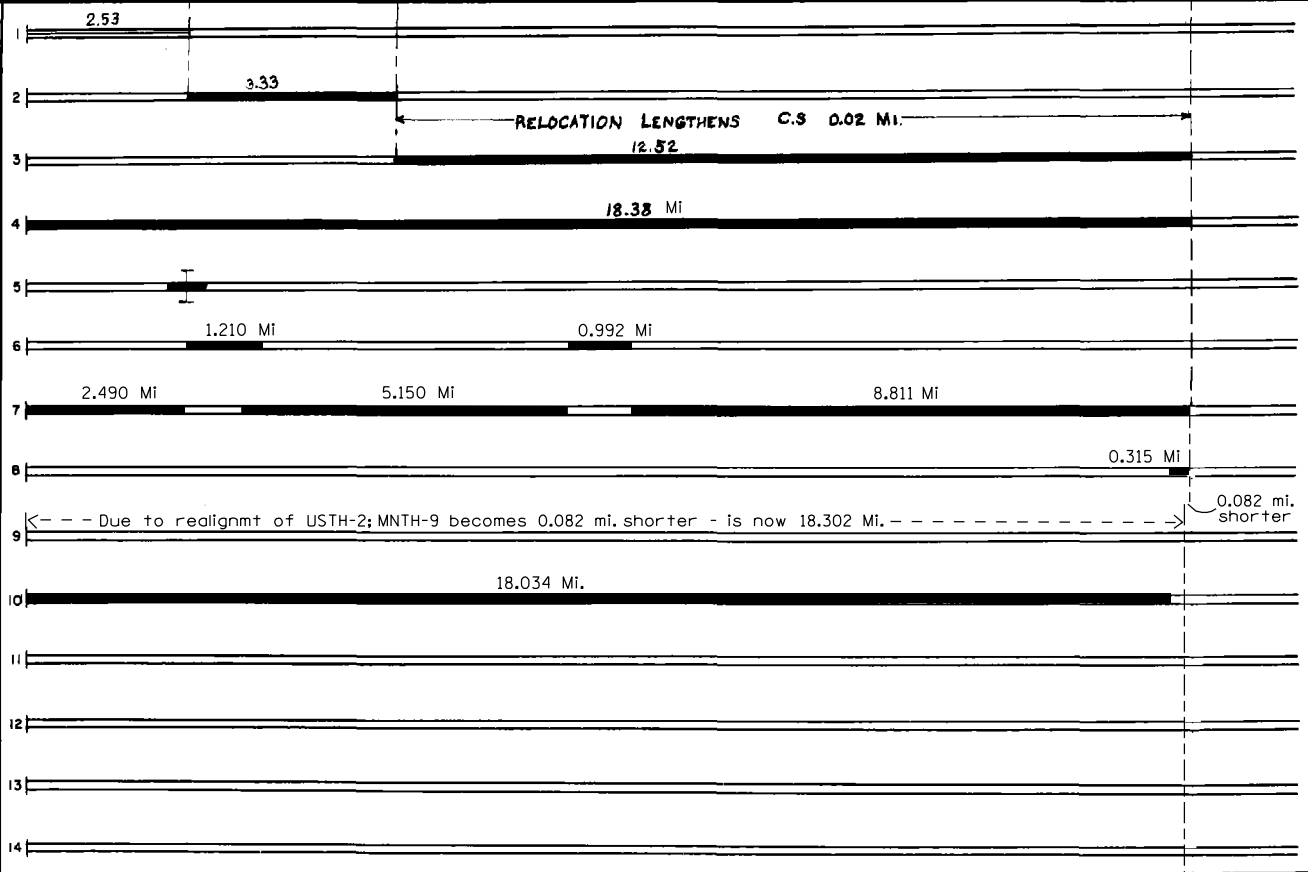 2.53
1
3.33
2
RELOCATION LENGTHENS C.S 0.02 MI.
12.52
3
18.38 Mi
4
5
1.210 Mi 0.992 Mi
6
2.490 Mi 5.150 Mi 8.811 Mi
7
0.315 Mi
8
0.082 mi.
shorter
Due to realignmt of USTH-2; MNTH-9 becomes 0.082 mi. shorter - is now 18.302 Mi.
9
18.034 Mi.
10
11
12
13
14